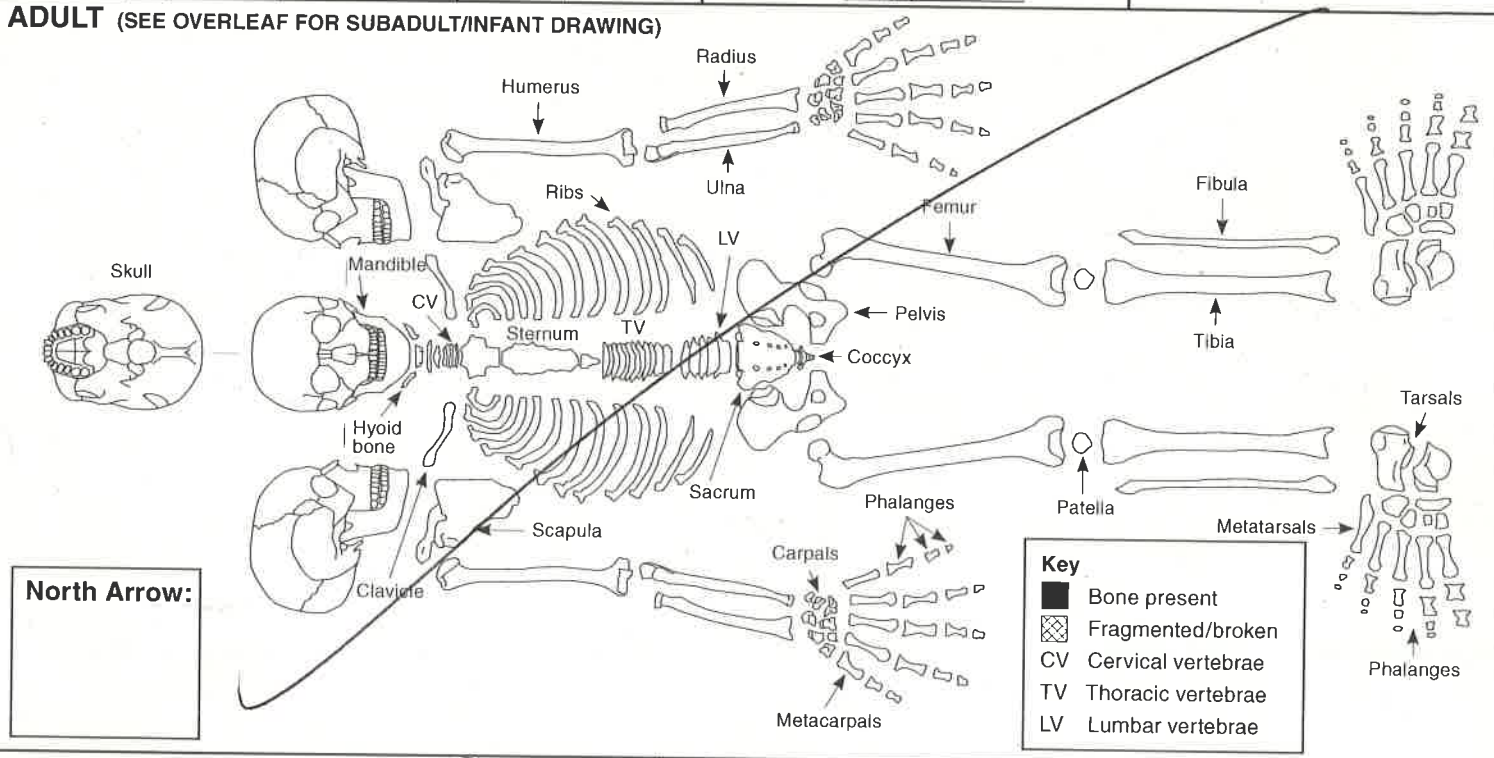 ADULT (SEE OVERLEAF FOR SUBADULT/INFANT DRAWING)
Radius
Humerus
Ulna
Ribs
Fibula
Femur
LV
Mandible
Skull
CV
Sternum
TV
Pelvis
Tibia
Coccyx
Tarsals
Hyoid
bone
Sacrum
Phalanges
Patella
Metatarsals
Scapula
Carpals
Clavicle
North Arrow:
Key
Bone present
Fragmented/broken
CV Cervical vertebrae
TV Thoracic vertebrae
LV Lumbar vertebrae
Phalanges
Metacarpals